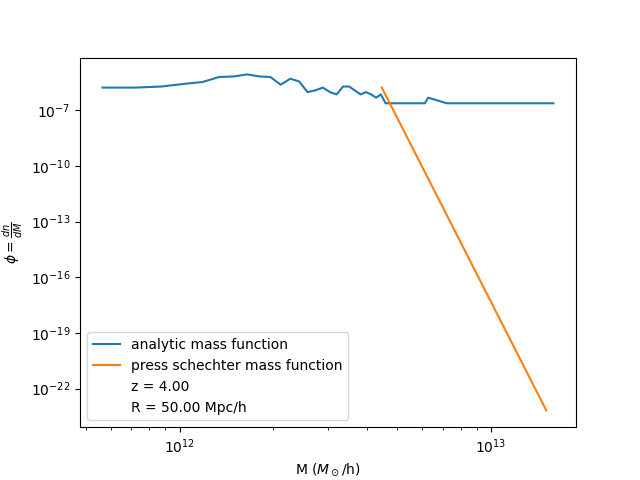 10^{-7}
10^{-10}
10^{-13}
10^{-16}
10^{-19}
10^{-22}
ϕ = dn/dM
analytic mass function
press schechter mass function
z = 4.00
R = 50.00 Mpc/h
10^{12}
10^{13}
M (M_⊙/h)